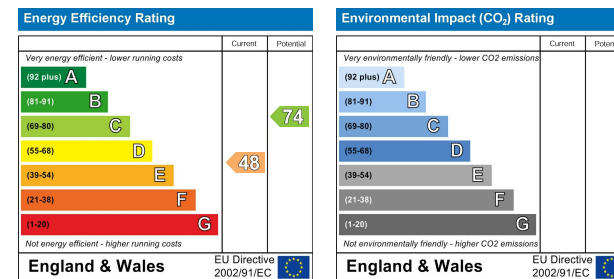 Energy Efficiency Rating
Current Potential
Very energy efficient - lower running costs
(92 plus) A
(81-91) B
(69-80) C
(55-68) D
(39-54) E
(21-38) F
(1-20) G
48
74
Not energy efficient - higher running costs
England & Wales
EU Directive
2002/91/EC
Environmental Impact (CO₂) Rating
Current Poten
Very environmentally friendly - lower CO2 emissions
(92 plus) A
(81-91) B
(69-80) C
(55-68) D
(39-54) E
(21-38) F
(1-20) G
Not environmentally friendly - higher CO2 emissions
England & Wales
EU Directive
2002/91/EC